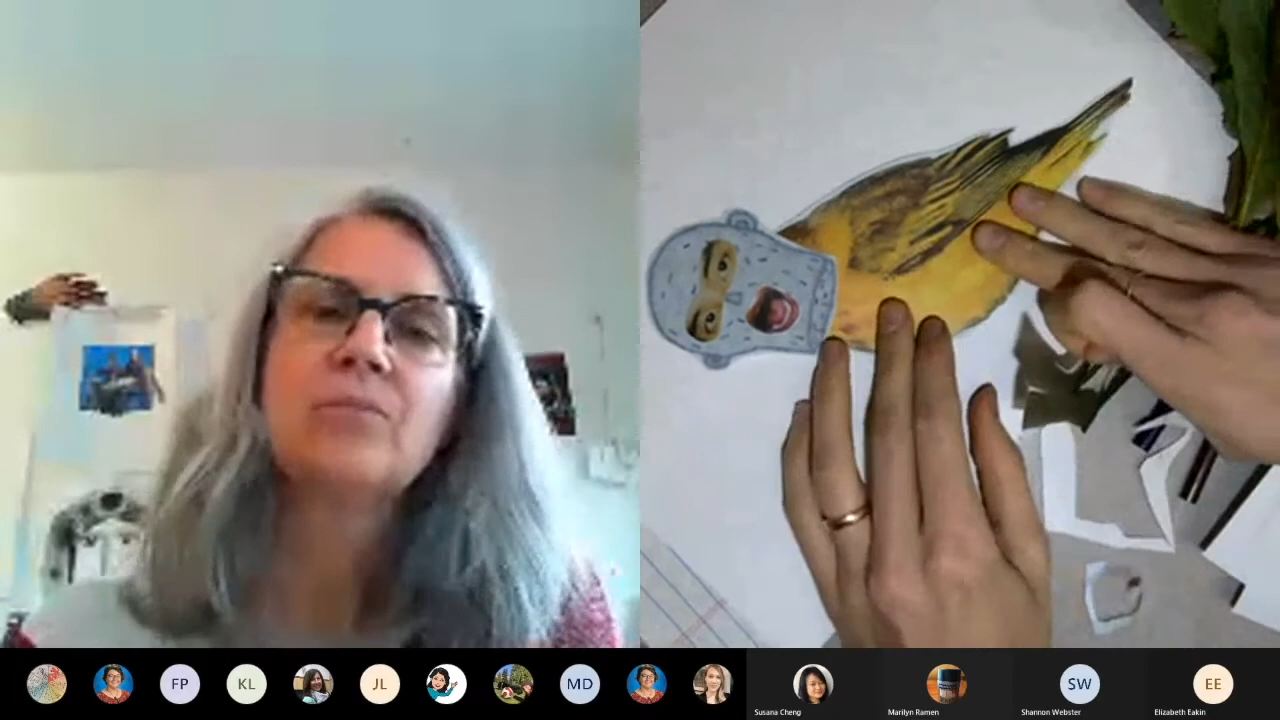 FP
KL
JL
MD
SW
EE
Susana Cheng
Marilyn Ramen
Shannon Webster
Elizabeth Eakin